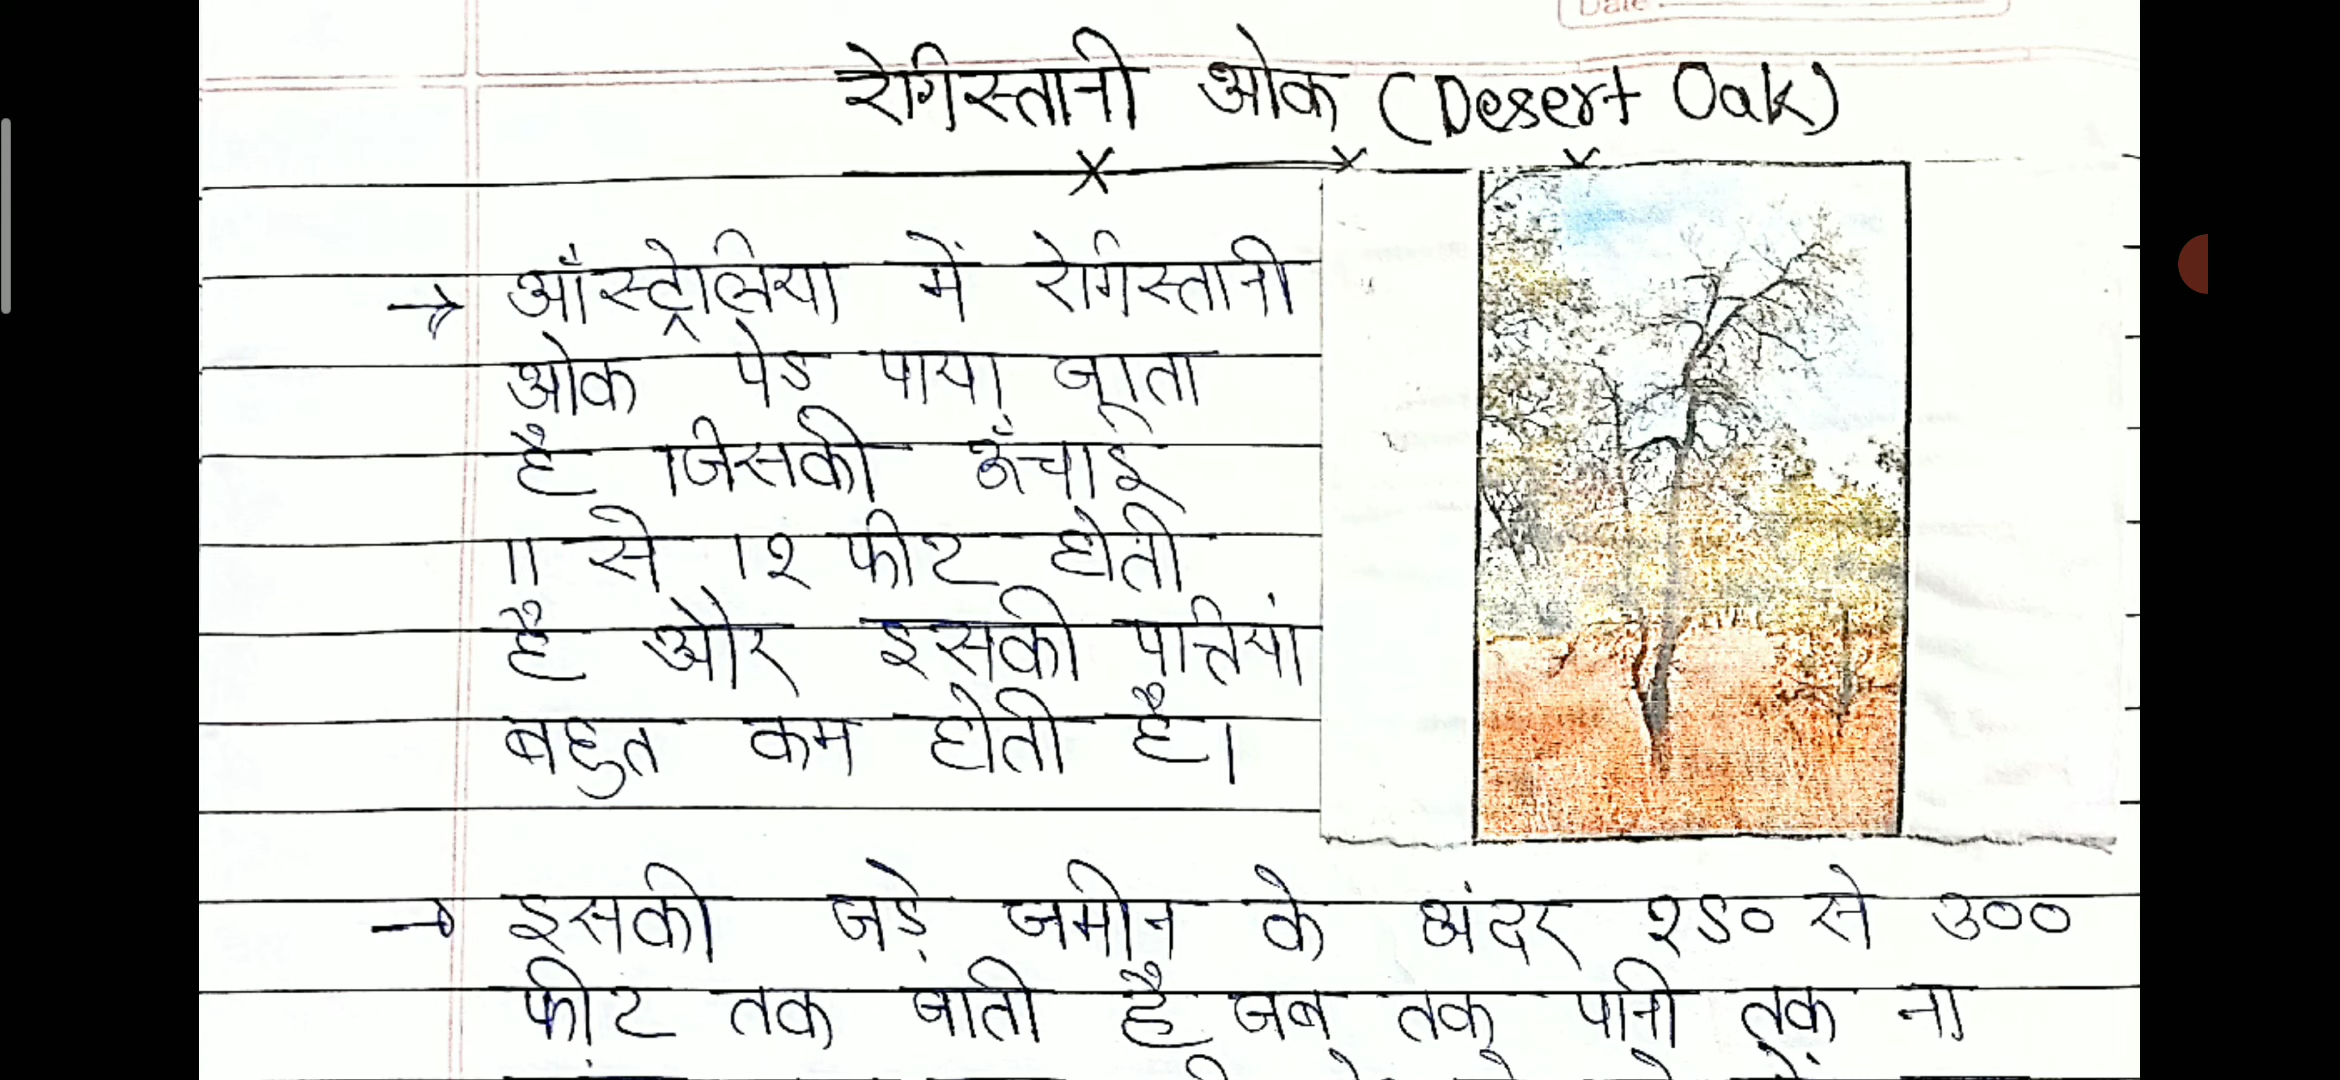 Date
रेगिस्तानी ओक (Desert Oak)
→ ऑस्ट्रेलिया में रेगिस्तानी
ओक पेड पाया जाता
है जिसकी ऊँचाई
11 से 12 फीट होती
है और इसकी पत्तियां
बहुत कम होती है।
→ इसकी जड़े जमीन के अंदर 250 से 300
फीट तक जाती है जब तक पानी तक ना